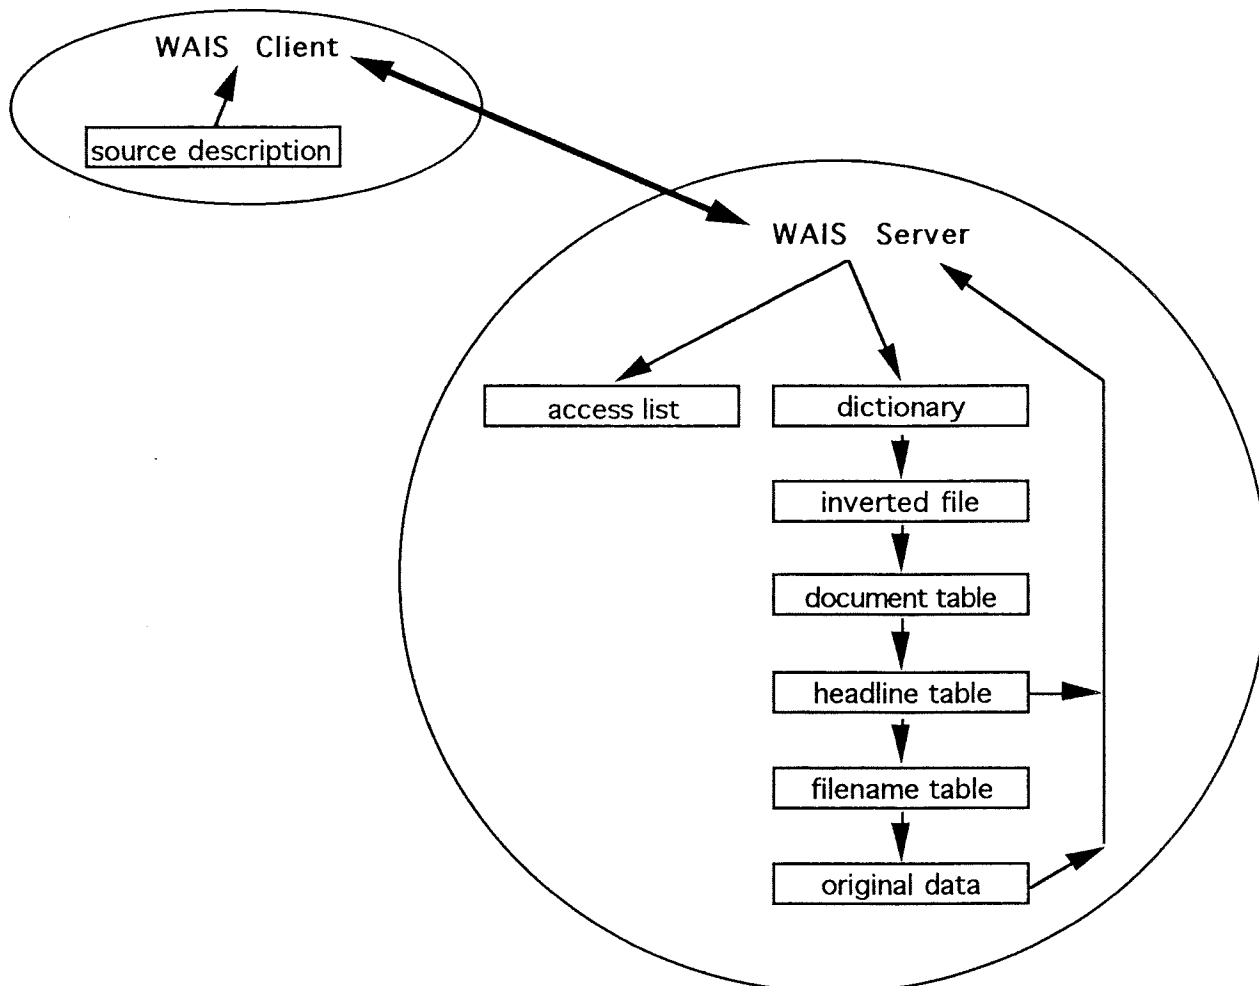 WAIS Client
source description
WAIS Server
access list
dictionary
inverted file
document table
headline table
filename table
original data